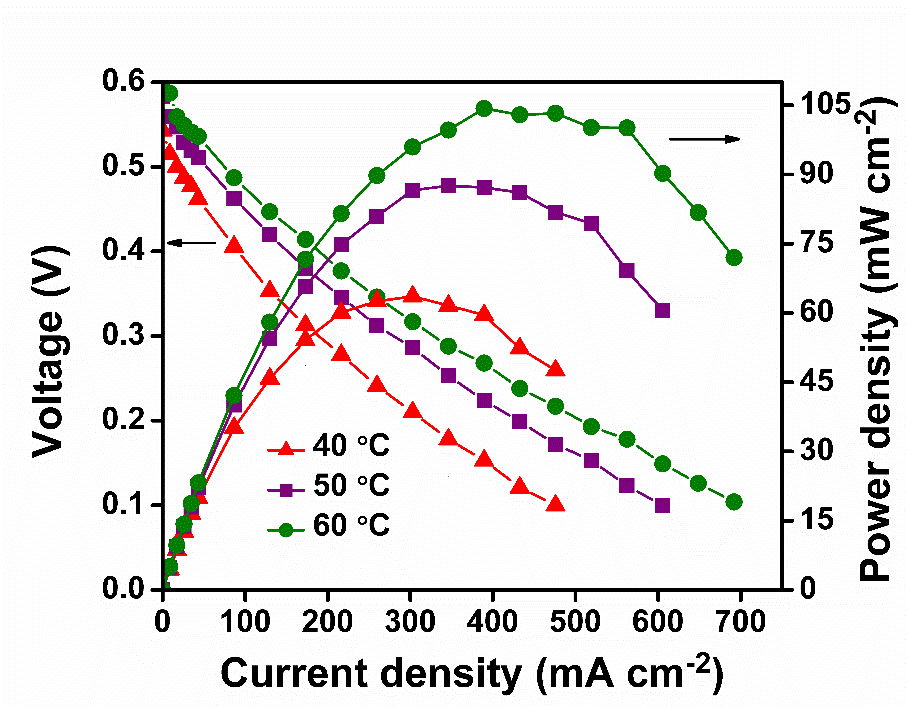 Voltage (V)
0.6
0.5
0.4
0.3
0.2
0.1
0.0
40 °C
50 °C
60 °C
0 100 200 300 400 500 600 700
Current density (mA cm-2)
105
90
75
60
45
30
15
0
Power density (mW cm-2)